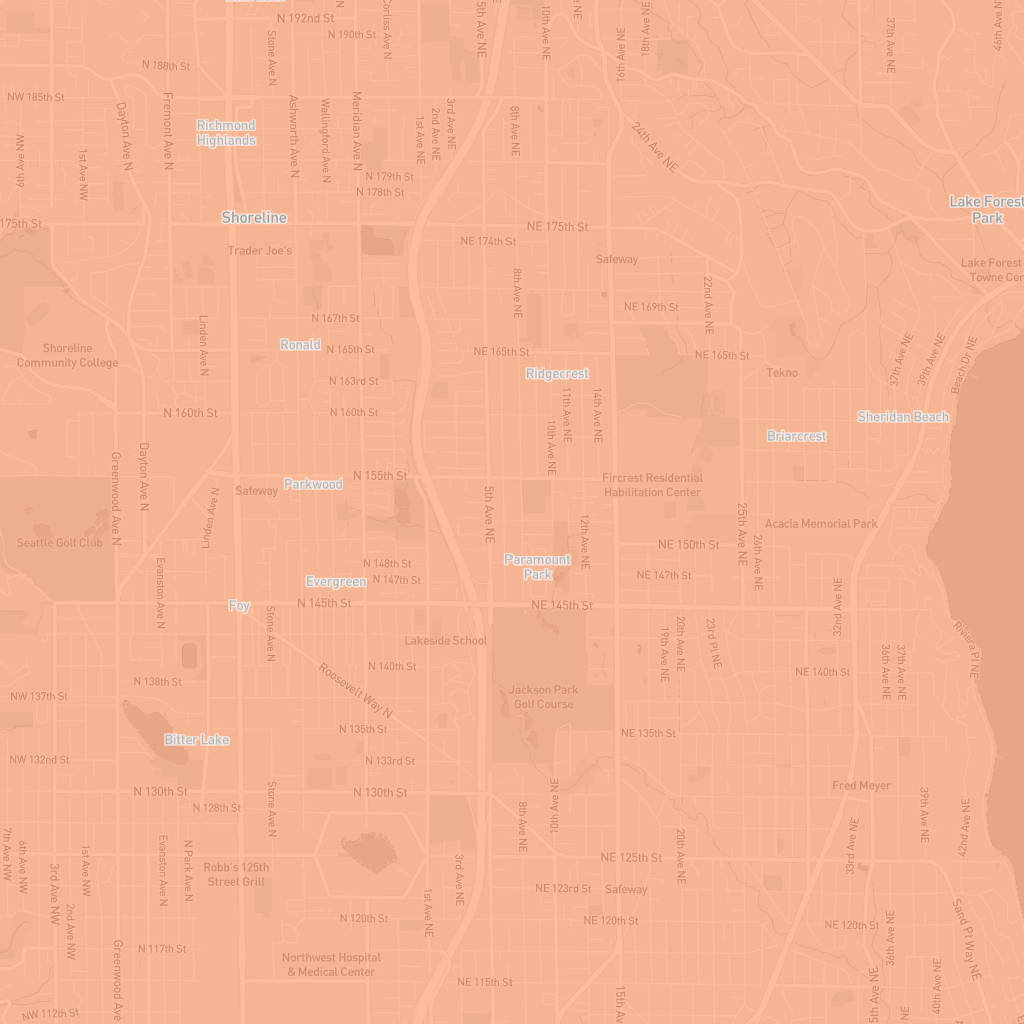 N 192nd St
N 190th St
Stone Ave N
Corliss Ave N
5th Ave NE
10th Ave NE
16th Ave NE
18th Ave NE
37th Ave NE
46th Ave N
N 188th St
NW 185th St
Dayton Ave N
Fremont Ave N
Richmond
Highlands
Ashworth Ave N
Wallingford Ave N
Meridian Ave N
1st Ave NE
2nd Ave NE
3rd Ave NE
8th Ave NE
24th Ave NE
6th Ave NW
1st Ave NW
N 179th St
N 178th St
Lake Forest
Park
175th St
Shoreline
NE 175th St
NE 174th St
Trader Joe's
Safeway
Lake Forest
Towne Cen
8th Ave NE
22nd Ave NE
NE 169th St
N 167th St
Linden Ave N
Shoreline
Community College
Ronald
N 165th St
NE 165th St
NE 165th St
37th Ave NE
39th Ave NE
Beach Dr NE
Ridgecrest
Tekno
N 163rd St
N 160th St
N 160th St
11th Ave NE
14th Ave NE
10th Ave NE
Sheridan Beach
Briarcrest
Greenwood Ave N
Dayton Ave N
N 155th St
Parkwood
Safeway
Linden Ave N
5th Ave NE
Fircrest Residential
Habilitation Center
12th Ave NE
25th Ave NE
26th Ave NE
Acacia Memorial Park
Seattle Golf Club
NE 150th St
Paramount
Park
N 148th St
N 147th St
Evergreen
NE 147th St
Evanston Ave N
32nd Ave NE
Foy
N 145th St
NE 145th St
Stone Ave N
Lakeside School
19th Ave NE
20th Ave NE
23rd Pl NE
Riviera Pl NE
36th Ave NE
37th Ave NE
N 140th St
NE 140th St
N 138th St
Roosevelt Way N
NW 137th St
Jackson Park
Golf Course
N 135th St
NE 135th St
Bitter Lake
NW 132nd St
N 133rd St
N 130th St
N 130th St
Fred Meyer
Stone Ave N
N 128th St
8th Ave NE
10th Ave NE
39th Ave NE
42nd Ave NE
33rd Ave NE
20th Ave NE
7th Ave NW
6th Ave NW
3rd Ave NW
1st Ave NW
2nd Ave NW
Evanston Ave N
N Park Ave N
NE 125th St
Robb's 125th
Street Grill
3rd Ave NE
1st Ave NE
NE 123rd St
Safeway
N 120th St
NE 120th St
NE 120th St
36th Ave NE
Sand Pt Way NE
N 117th St
Greenwood Ave
Northwest Hospital
& Medical Center
NE 115th St
15th Av
5th Ave NE
40th Ave NE
NW 112th St